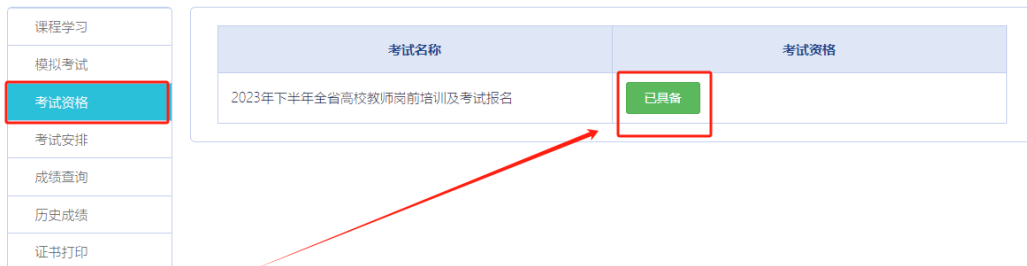 课程学习
模拟考试
考试资格
考试安排
成绩查询
历史成绩
证书打印
考试名称 考试资格
2023年下半年全省高校教师岗前培训及考试报名 已具备